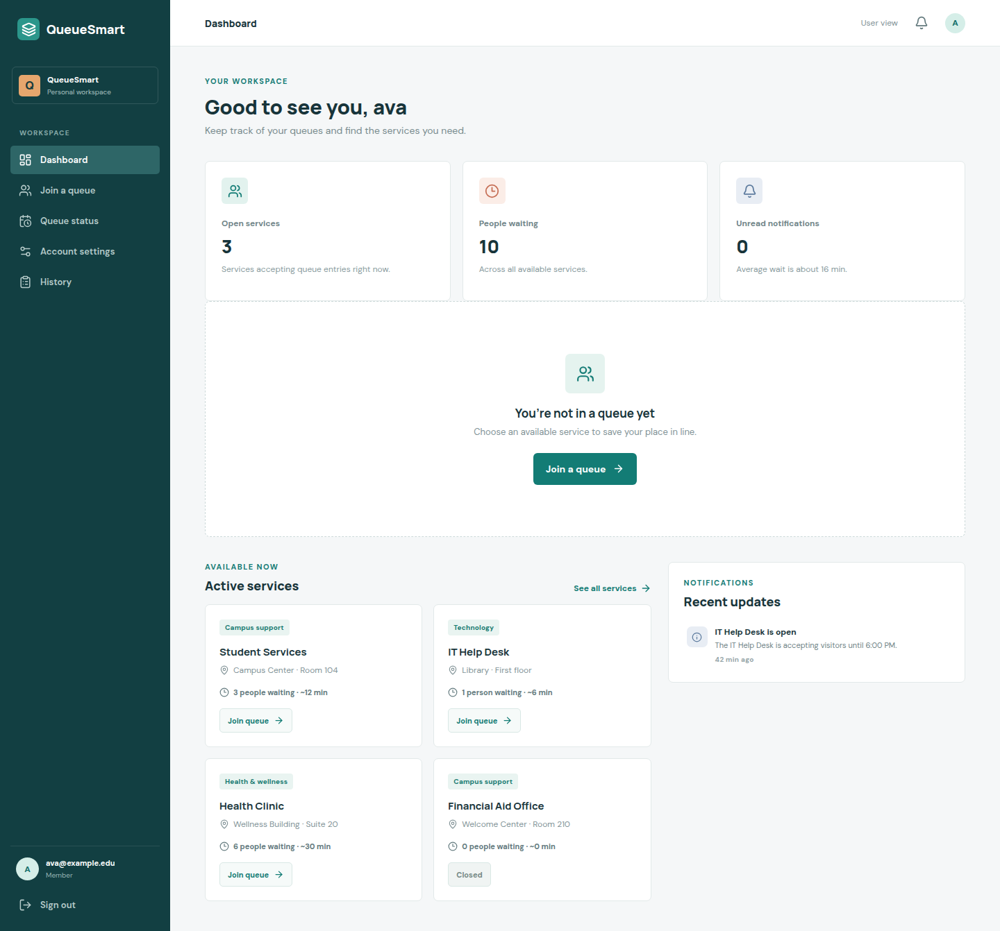 QueueSmart
Q
QueueSmart
Personal workspace
WORKSPACE
Dashboard
Join a queue
Queue status
Account settings
History
A
ava@example.edu
Member
Sign out
Dashboard
User view
A
YOUR WORKSPACE
Good to see you, ava
Keep track of your queues and find the services you need.
Open services
3
Services accepting queue entries right now.
People waiting
10
Across all available services.
Unread notifications
0
Average wait is about 16 min.
You're not in a queue yet
Choose an available service to save your place in line.
Join a queue
AVAILABLE NOW
Active services
See all services
Campus support
Student Services
Campus Center · Room 104
3 people waiting · ~12 min
Join queue
Technology
IT Help Desk
Library · First floor
1 person waiting · ~6 min
Join queue
Health & wellness
Health Clinic
Wellness Building · Suite 20
6 people waiting · ~30 min
Join queue
Campus support
Financial Aid Office
Welcome Center · Room 210
0 people waiting · ~0 min
Closed
NOTIFICATIONS
Recent updates
IT Help Desk is open
The IT Help Desk is accepting visitors until 6:00 PM.
42 min ago